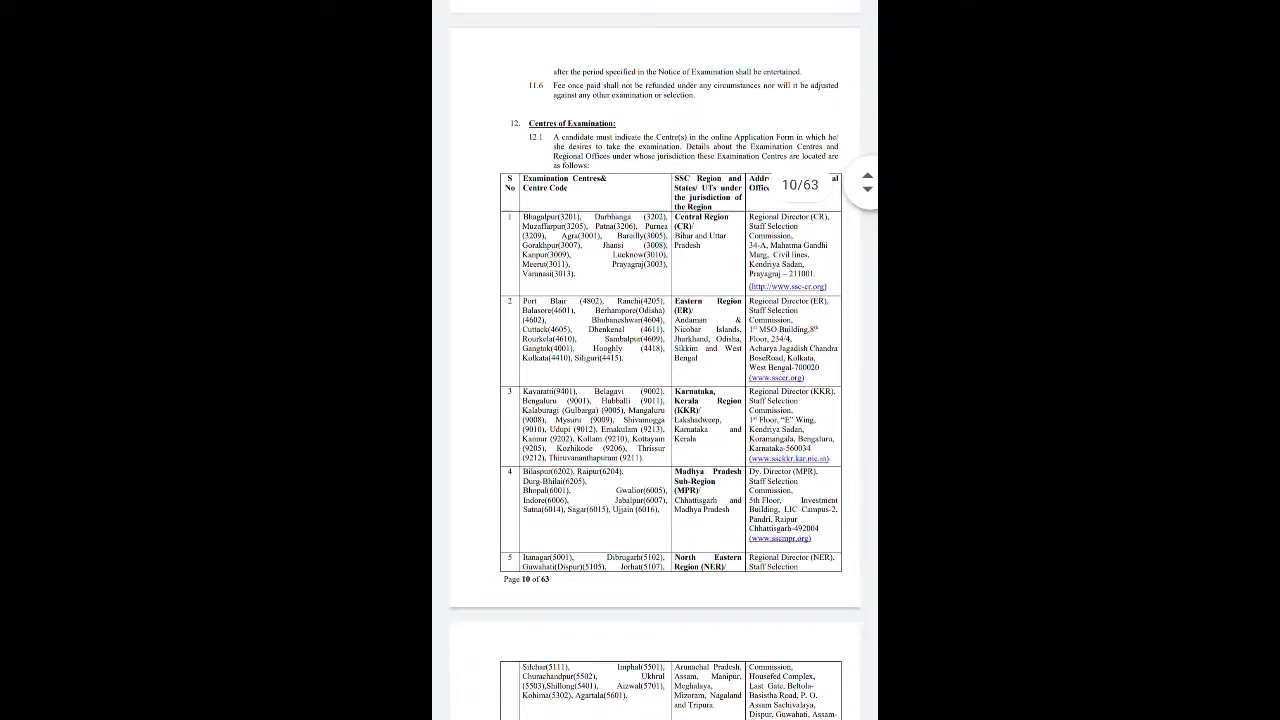 after the period specified in the Notice of Examination shall be entertained.
11.6 Fee once paid shall not be refunded under any circumstances nor will it be adjusted
against any other examination or selection.
12. Centres of Examination:
12.1 A candidate must indicate the Centre(s) in the online Application Form in which he/
she desires to take the examination. Details about the Examination Centres and
Regional Offices under whose jurisdiction these Examination Centres are located are
as follows:
S
No
Examination Centres&
Centre Code
SSC Region and
States/ UTs under
the jurisdiction of
the Region
10/63
1
Bhagalpur(3201), Darbhanga (3202),
Muzaffarpur(3205), Patna(3206), Purnea
(3209), Agra(3001), Bareilly(3005),
Gorakhpur(3007), Jhansi (3008),
Kanpur(3009), Lucknow(3010),
Meerut(3011), Prayagraj(3003),
Varanasi(3013).
Central Region
(CR)/
Bihar and Uttar
Pradesh
Regional Director (CR),
Staff Selection
Commission,
34-A, Mahatma Gandhi
Marg, Civil lines,
Kendriya Sadan,
Prayagraj – 211001.
(http://www.ssc-cr.org)
2
Port Blair (4802), Ranchi(4205),
Balasore(4601), Berhampore(Odisha)
(4602), Bhubaneshwar(4604),
Cuttack(4605), Dhenkenal (4611),
Rourkela(4610), Sambalpur(4609),
Gangtok(4001), Hooghly (4418),
Kolkata(4410), Siliguri(4415).
Eastern Region
(ER)/
Andaman &
Nicobar Islands,
Jharkhand, Odisha,
Sikkim and West
Bengal
Regional Director (ER),
Staff Selection
Commission,
1st MSO Building,8th
Floor, 234/4,
Acharya Jagadish Chandra
BoseRoad, Kolkata,
West Bengal-700020
(www.sscer.org)
3
Kavaratti(9401), Belagavi (9002),
Bengaluru (9001), Hubballi (9011),
Kalaburagi (Gulbarga) (9005), Mangaluru
(9008), Mysuru (9009), Shivamogga
(9010), Udupi (9012). Ernakulam (9213),
Kannur (9202), Kollam (9210), Kottayam
(9205), Kozhikode (9206), Thrissur
(9212), Thiruvananthapuram (9211).
Karnataka,
Kerala Region
(KKR)/
Lakshadweep,
Karnataka and
Kerala
Regional Director (KKR),
Staff Selection
Commission,
1st Floor, “E” Wing,
Kendriya Sadan,
Koramangala, Bengaluru,
Karnataka-560034
(www.ssckkr.kar.nic.in)
4
Bilaspur(6202), Raipur(6204),
Durg-Bhilai(6205),
Bhopal(6001), Gwalior(6005),
Indore(6006), Jabalpur(6007),
Satna(6014), Sagar(6015), Ujjain (6016),
Madhya Pradesh
Sub-Region
(MPR)/
Chhattisgarh and
Madhya Pradesh
Dy. Director (MPR),
Staff Selection
Commission,
5th Floor, Investment
Building, LIC Campus-2,
Pandri, Raipur
Chhattisgarh-492004
(www.sscmpr.org)
5
Itanagar(5001), Dibrugarh(5102),
Guwahati(Dispur)(5105), Jorhat(5107),
North Eastern
Region (NER)/
Regional Director (NER),
Staff Selection
Page 10 of 63
Silchar(5111), Imphal(5501),
Churachandpur(5502), Ukhrul
(5503),Shillong(5401), Aizwal(5701),
Kohima(5302), Agartala(5601).
Arunachal Pradesh,
Assam, Manipur,
Meghalaya,
Mizoram, Nagaland
and Tripura.
Commission,
Housefed Complex,
Last Gate, Beltola-
Basistha Road, P. O.
Assam Sachivalaya,
Dispur, Guwahati, Assam-